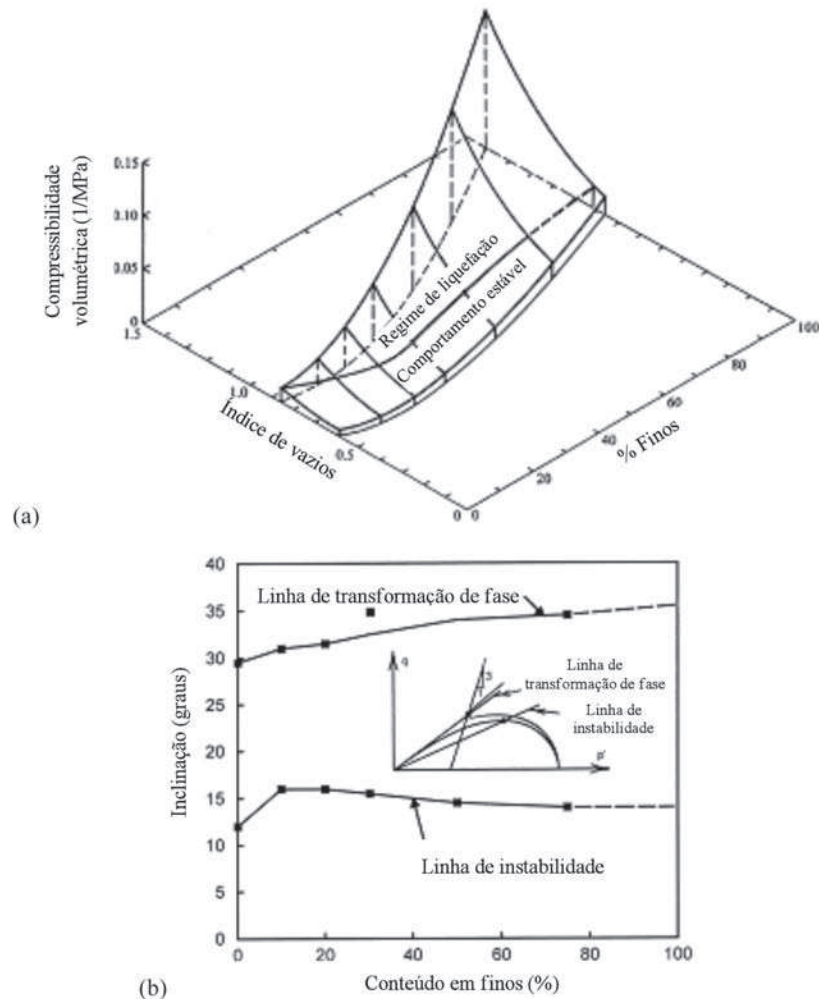 Compressibilidade
volumétrica (1/MPa)
0.15
0.10
0.05
0
1.5
1.0
0.5
0
Índice de vazios
Regime de liquefação
Comportamento estável
0
20
40
60
80
100
% Finos
(a)
40
35
30
25
20
15
10
5
0
Inclinação (graus)
Linha de transformação de fase
q
3
Linha de
transformação de fase
Linha de
instabilidade
p'
Linha de instabilidade
0
20
40
60
80
100
Conteúdo em finos (%)
(b)